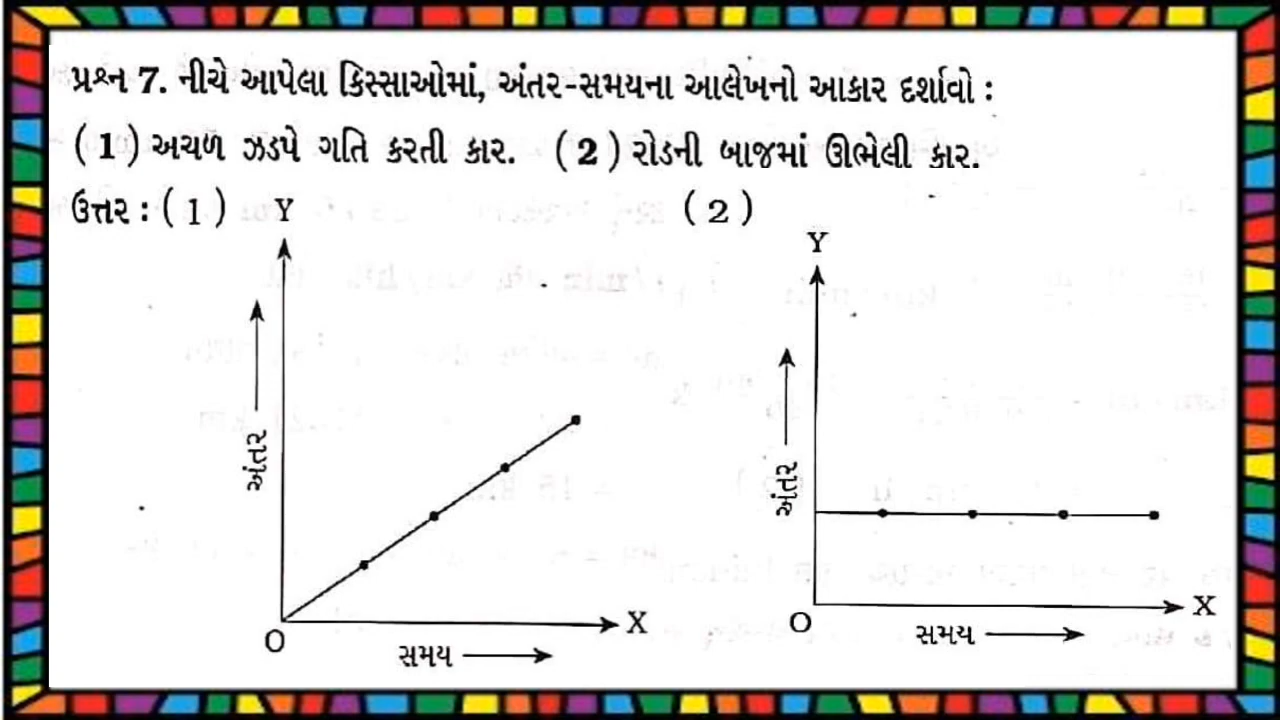 પ્રશ્ન 7. નીચે આપેલા કિસ્સાઓમાં, અંતર-સમયના આલેખનો આકાર દર્શાવો :
(1) અચળ ઝડપે ગતિ કરતી કાર. (2) રોડની બાજમાં ઊભેલી કાર.
ઉત્તર : (1) Y (2)
Y
અંતર
અંતર
O
X
સમય
O
X
સમય